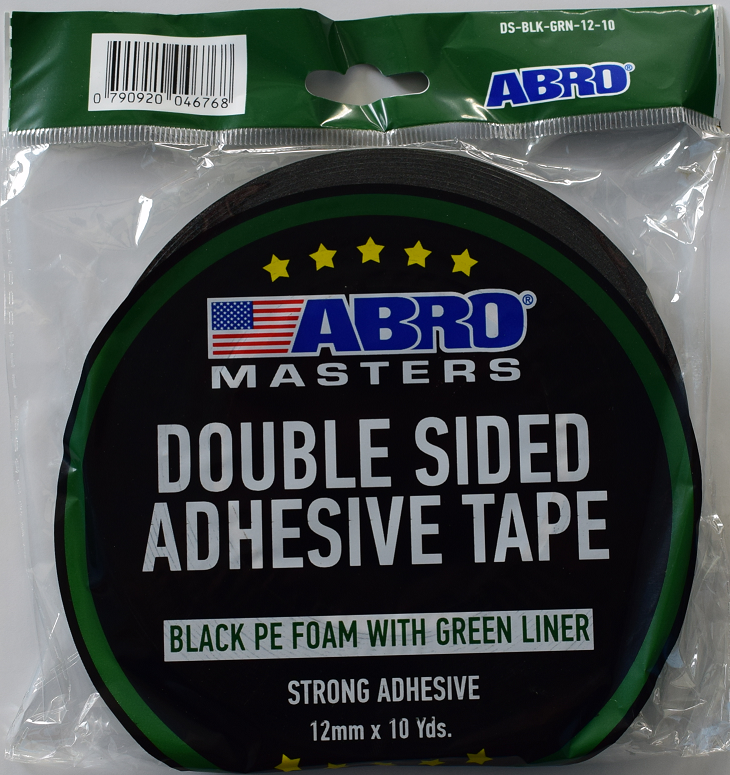 DS-BLK-GRN-12-10
0 790920 046768
ABRO®
ABRO®
MASTERS
DOUBLE SIDED
ADHESIVE TAPE
BLACK PE FOAM WITH GREEN LINER
STRONG ADHESIVE
12mm x 10 Yds.